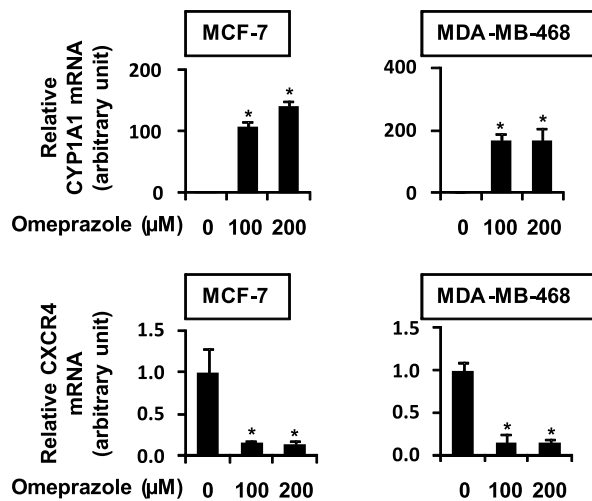 MCF-7
MDA-MB-468
Relative
CYP1A1 mRNA
(arbitrary unit)
200
100
0
* *
400
200
0
* *
Omeprazole (µM) 0 100 200
0 100 200
MCF-7
MDA-MB-468
Relative CXCR4
mRNA
(arbitrary unit)
1.5
1.0
0.5
0.0
* *
1.5
1.0
0.5
0.0
* *
0 100 200
0 100 200
Omeprazole (µM)